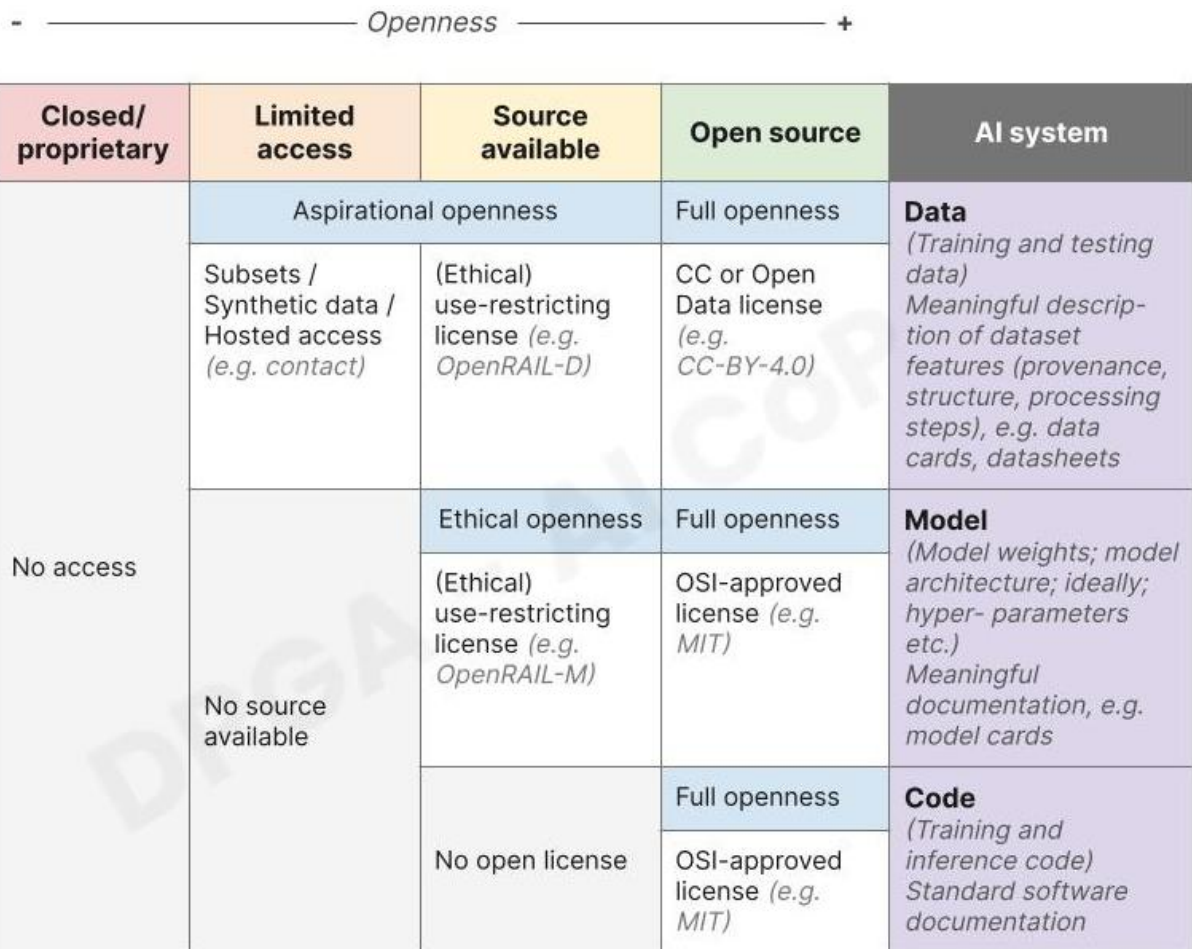 - Openness +
Closed/
proprietary
Limited
access
Source
available
Open source
AI system
No access
Aspirational openness
Full openness
Data
Subsets /
Synthetic data /
Hosted access
(e.g. contact)
(Ethical)
use-restricting
license (e.g.
OpenRAIL-D)
CC or Open
Data license
(e.g.
CC-BY-4.0)
(Training and testing
data)
Meaningful descrip-
tion of dataset
features (provenance,
structure, processing
steps), e.g. data
cards, datasheets
No source
available
Ethical openness
Full openness
Model
(Ethical)
use-restricting
license (e.g.
OpenRAIL-M)
OSI-approved
license (e.g.
MIT)
(Model weights; model
architecture; ideally;
hyper- parameters
etc.)
Meaningful
documentation, e.g.
model cards
No open license
Full openness
Code
OSI-approved
license (e.g.
MIT)
(Training and
inference code)
Standard software
documentation
DPGA · AI CoP